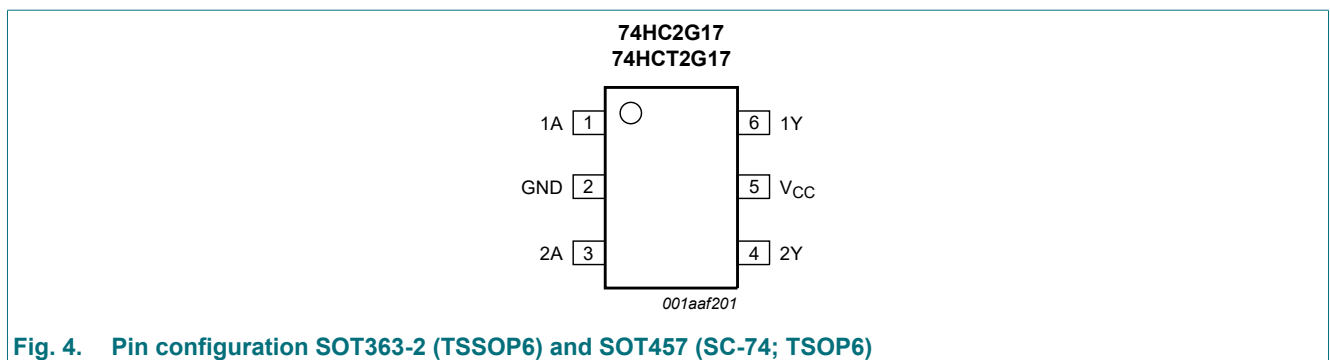 74HC2G17
74HCT2G17
1A 1 6 1Y
GND 2 5 VCC
2A 3 4 2Y
001aaf201
Fig. 4. Pin configuration SOT363-2 (TSSOP6) and SOT457 (SC-74; TSOP6)